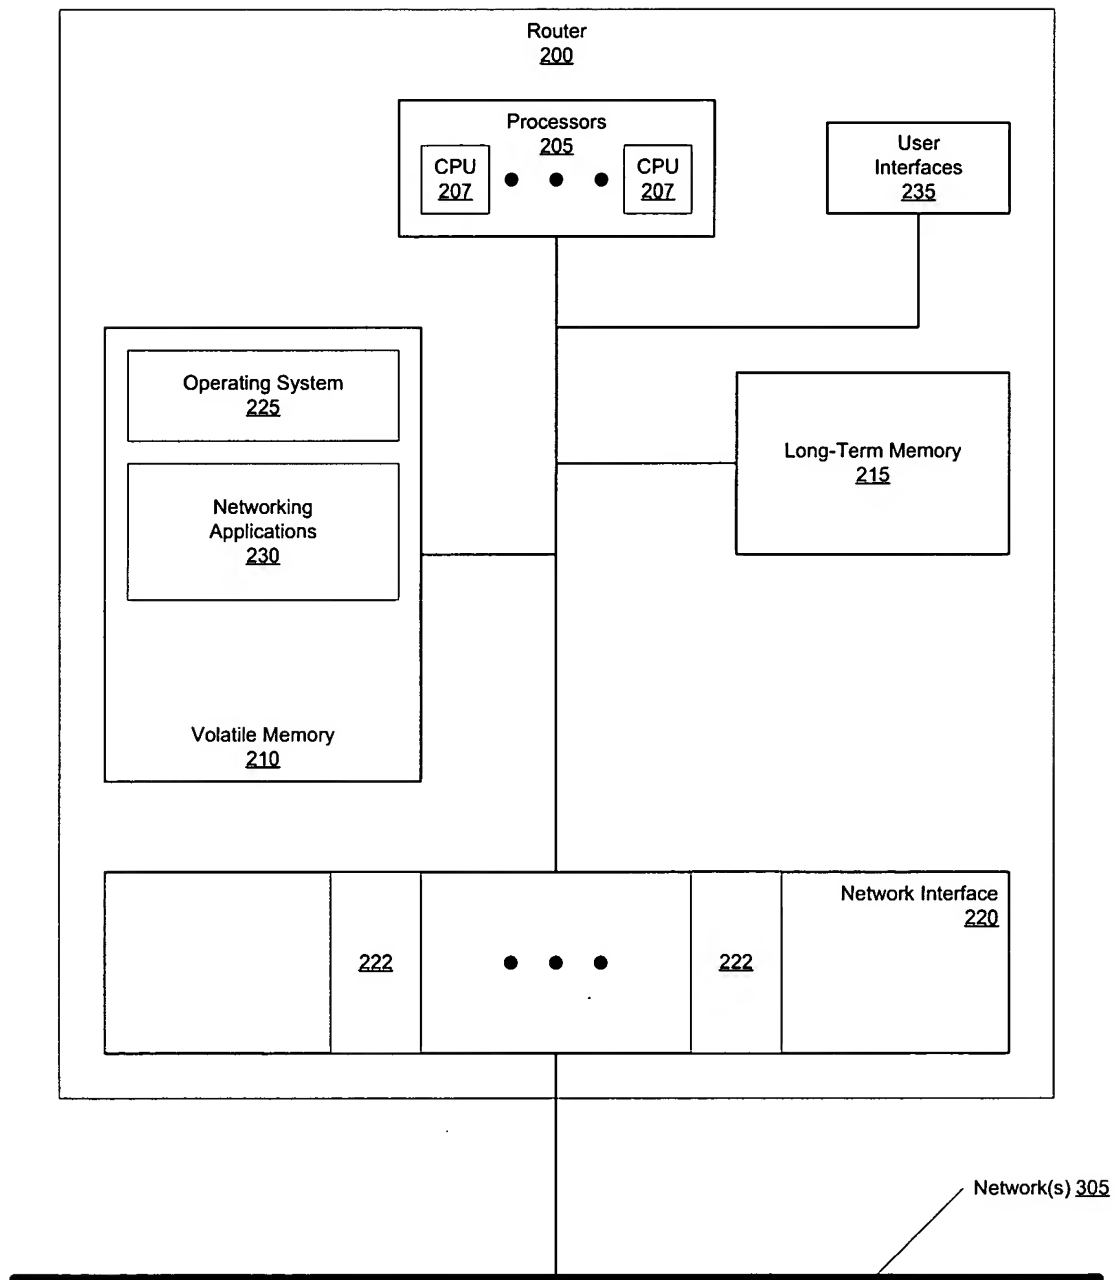 Router
200
Processors
205
CPU
207
CPU
207
User
Interfaces
235
Operating System
225
Networking
Applications
230
Long-Term Memory
215
Volatile Memory
210
Network Interface
220
222
222
Network(s) 305